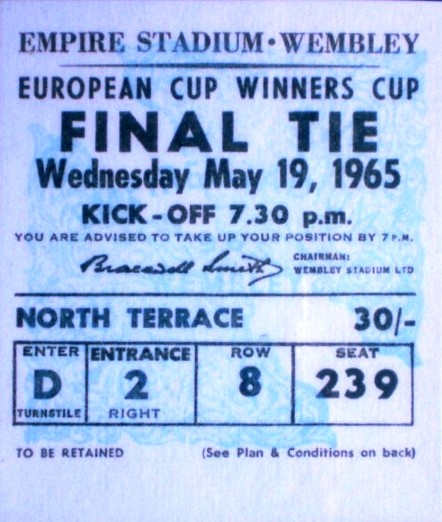 EMPIRE STADIUM • WEMBLEY
EUROPEAN CUP WINNERS CUP
FINAL TIE
Wednesday May 19, 1965
KICK-OFF 7.30 p.m.
YOU ARE ADVISED TO TAKE UP YOUR POSITION BY 7 P.M.
Bracewell Smith
CHAIRMAN:
WEMBLEY STADIUM LTD
NORTH TERRACE 30/-
ENTER ENTRANCE ROW SEAT
D 2 8 239
TURNSTILE RIGHT
TO BE RETAINED (See Plan & Conditions on back)